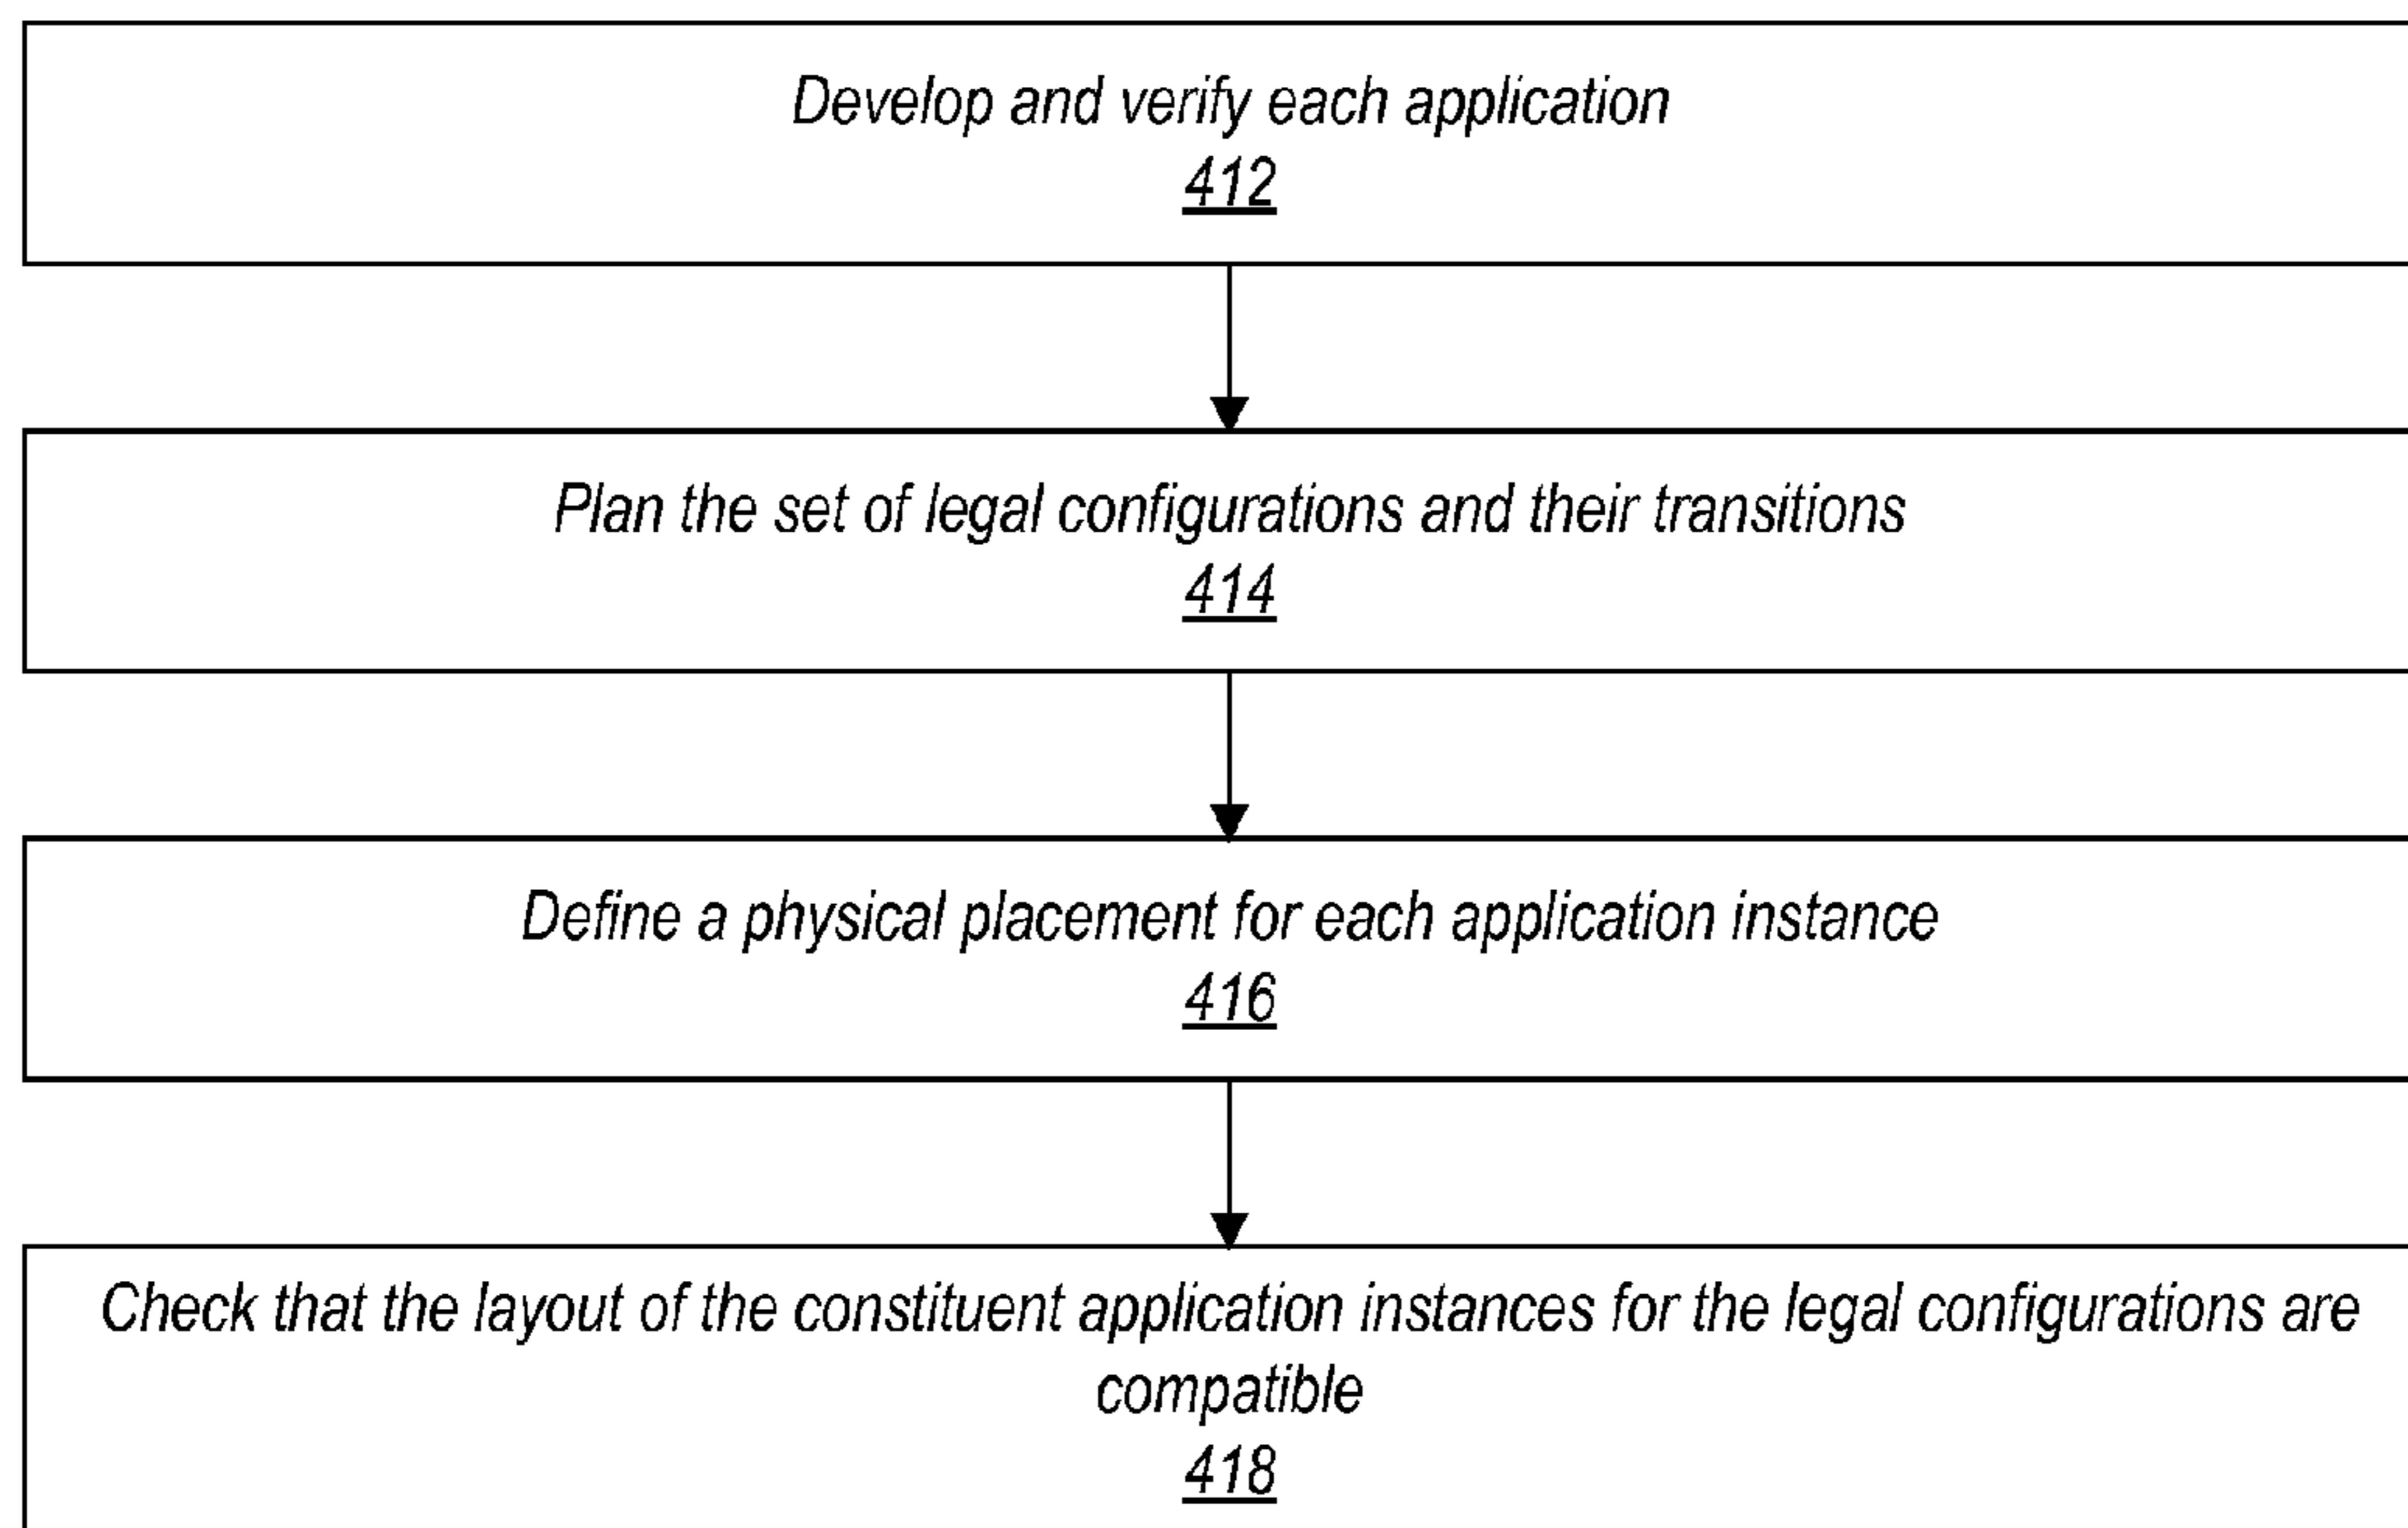 Develop and verify each application
412
Plan the set of legal configurations and their transitions
414
Define a physical placement for each application instance
416
Check that the layout of the constituent application instances for the legal configurations are
compatible
418